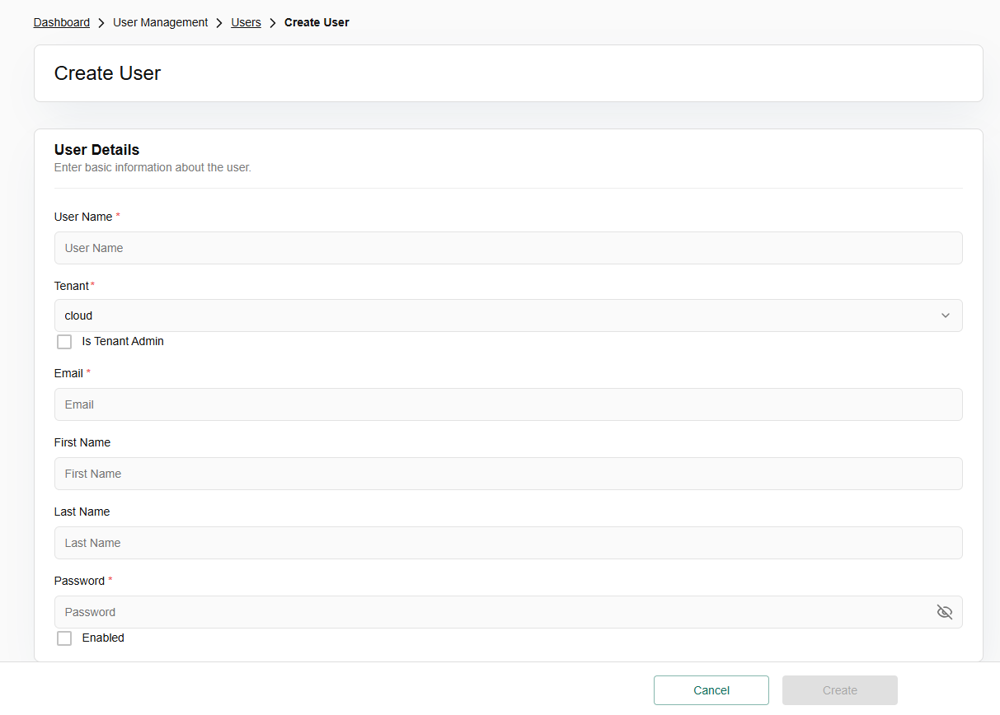 Dashboard > User Management > Users > Create User
Create User
User Details
Enter basic information about the user.
User Name *
User Name
Tenant*
cloud
Is Tenant Admin
Email *
Email
First Name
First Name
Last Name
Last Name
Password *
Password
Enabled
Cancel Create